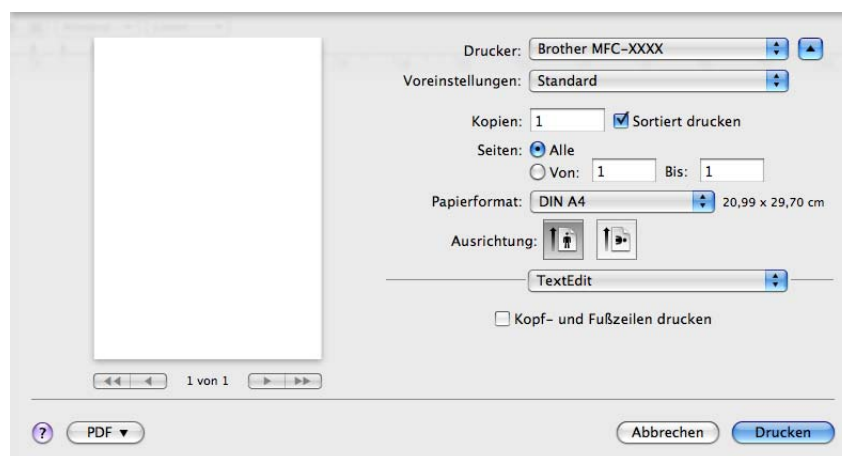 Drucker: Brother MFC-XXXX
Voreinstellungen: Standard
Kopien: 1 Sortiert drucken
Seiten: Alle
Von: 1 Bis: 1
Papierformat: DIN A4 20,99 x 29,70 cm
Ausrichtung:
TextEdit
Kopf- und Fußzeilen drucken
1 von 1
? PDF Abbrechen Drucken